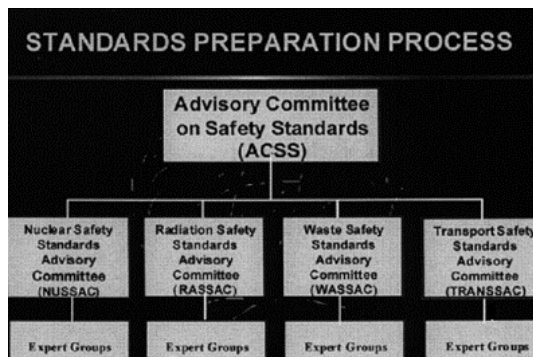 STANDARDS PREPARATION PROCESS
Advisory Committee
on Safety Standards
(ACSS)
Nuclear Safety
Standards
Advisory
Committee
(NUSSAC)
Radiation Safety
Standards
Advisory
Committee
(RASSAC)
Waste Safety
Standards
Advisory
Committee
(WASSAC)
Transport Safety
Standards
Advisory
Committee
(TRANSSAC)
Expert Groups
Expert Groups
Expert Groups
Expert Groups